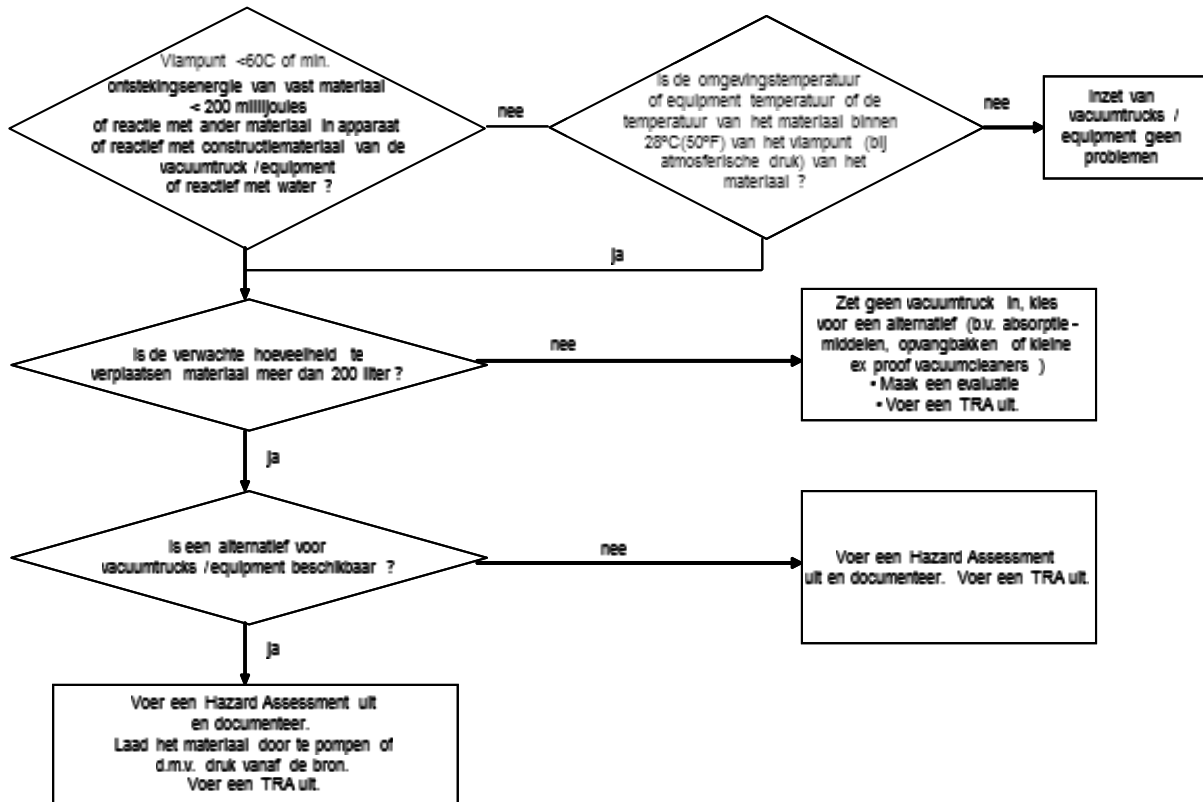 Vlampunt <60C of min.
ontstekingsenergie van vast materiaal
< 200 millijoules
of reactie met ander materiaal in apparaat
of reactief met constructiemateriaal van de
vacuumtruck /equipment
of reactief met water ?
nee
Is de omgevingstemperatuur
of equipment temperatuur of de
temperatuur van het materiaal binnen
28ºC(50ºF) van het vlampunt (bij
atmosferische druk) van het
materiaal ?
nee
Inzet van
vacuumtrucks /
equipment geen
problemen
ja
Is de verwachte hoeveelheid te
verplaatsen materiaal meer dan 200 liter ?
nee
Zet geen vacuumtruck in, kies
voor een alternatief (b.v. absorptie-
middelen, opvangbakken of kleine
ex proof vacuumcleaners )
• Maak een evaluatie
• Voer een TRA uit.
ja
Is een alternatief voor
vacuumtrucks /equipment beschikbaar ?
nee
Voer een Hazard Assessment
uit en documenteer. Voer een TRA uit.
ja
Voer een Hazard Assessment uit
en documenteer.
Laad het materiaal door te pompen of
d.m.v. druk vanaf de bron.
Voer een TRA uit.